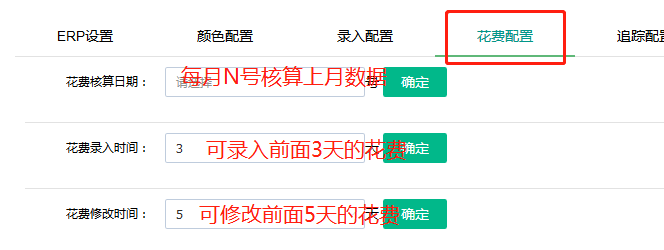 ERP设置 颜色配置 录入配置 花费配置 追踪配置
花费核算日期： 请选择 每月N号核算上月数据 号 确定
花费录入时间： 3 可录入前面3天的花费 天 确定
花费修改时间： 5 可修改前面5天的花费 天 确定